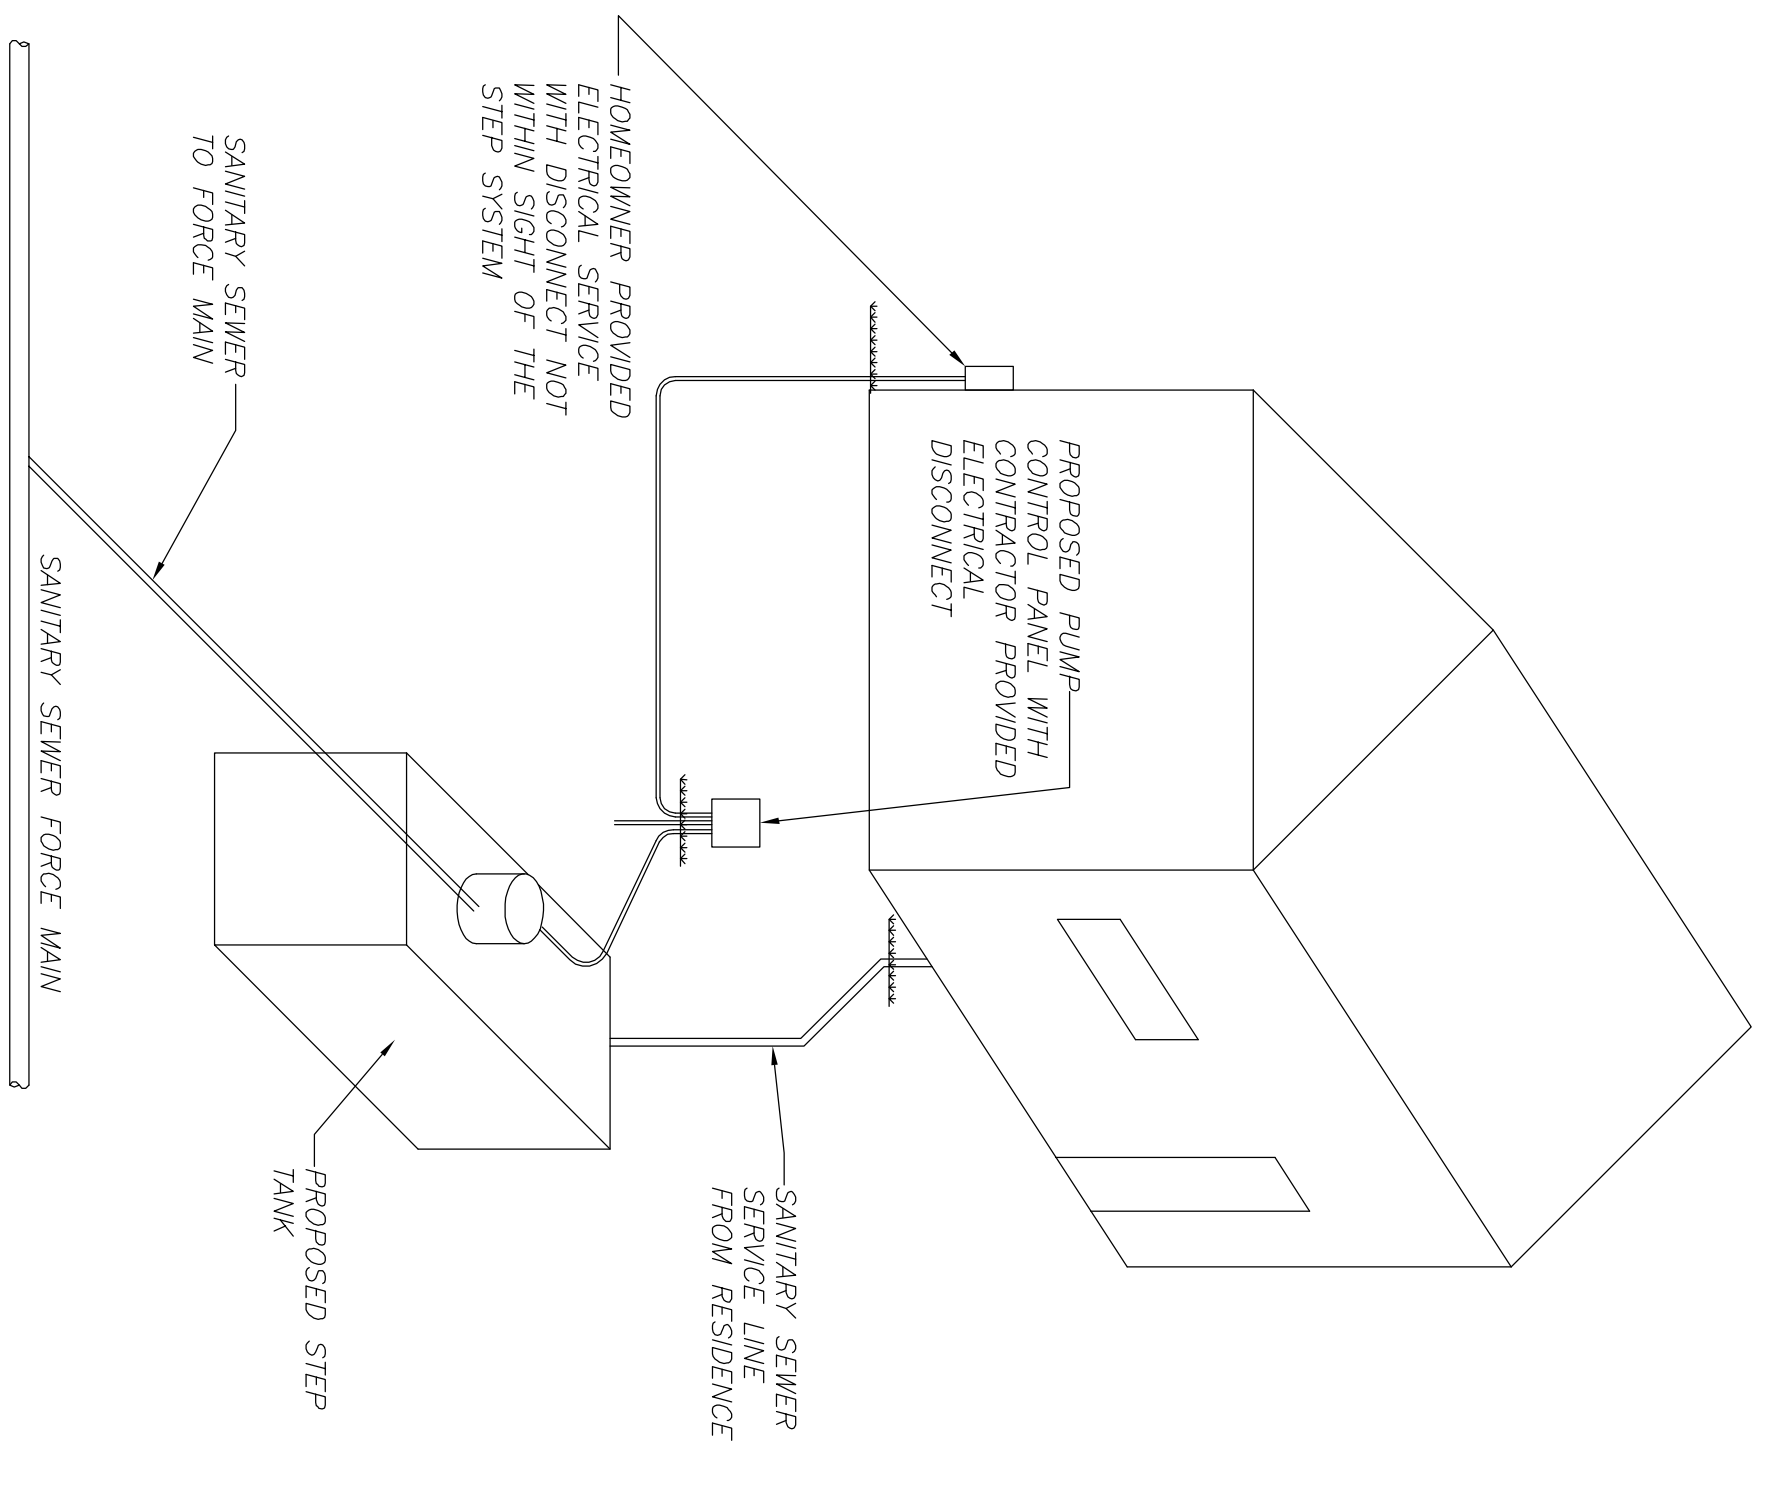 HOMEOWNER PROVIDED
ELECTRICAL SERVICE
WITH DISCONNECT NOT
WITHIN SIGHT OF THE
STEP SYSTEM
PROPOSED PUMP
CONTROL PANEL WITH
CONTRACTOR PROVIDED
ELECTRICAL
DISCONNECT
SANITARY SEWER
SERVICE LINE
FROM RESIDENCE
SANITARY SEWER
TO FORCE MAIN
PROPOSED STEP
TANK
SANITARY SEWER FORCE MAIN